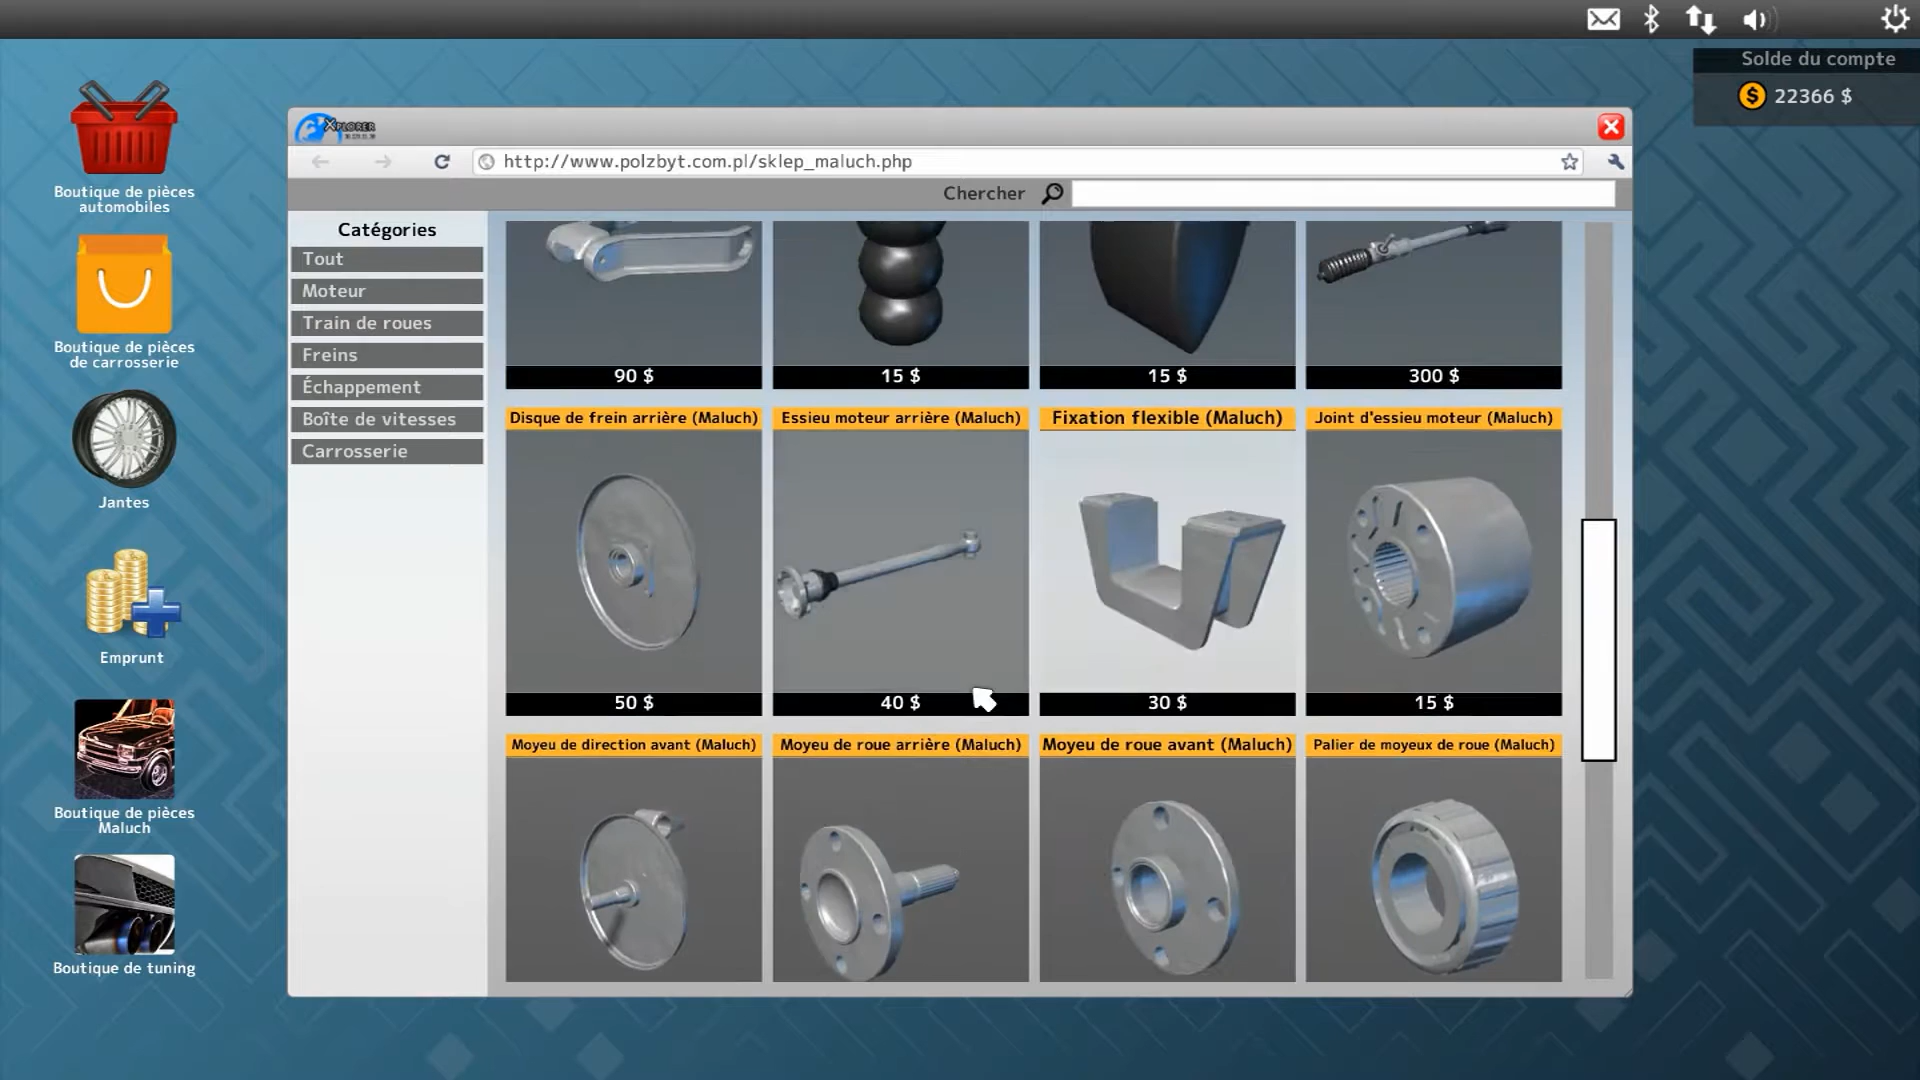 Solde du compte
22366 $
Boutique de pièces
automobiles
Boutique de pièces
de carrosserie
Jantes
Emprunt
Boutique de pièces
Maluch
Boutique de tuning
XPLORER
http://www.polzbyt.com.pl/sklep_maluch.php
Chercher
Catégories
Tout
Moteur
Train de roues
Freins
Échappement
Boîte de vitesses
Carrosserie
90 $
15 $
15 $
300 $
Disque de frein arrière (Maluch)
Essieu moteur arrière (Maluch)
Fixation flexible (Maluch)
Joint d'essieu moteur (Maluch)
50 $
40 $
30 $
15 $
Moyeu de direction avant (Maluch)
Moyeu de roue arrière (Maluch)
Moyeu de roue avant (Maluch)
Palier de moyeux de roue (Maluch)